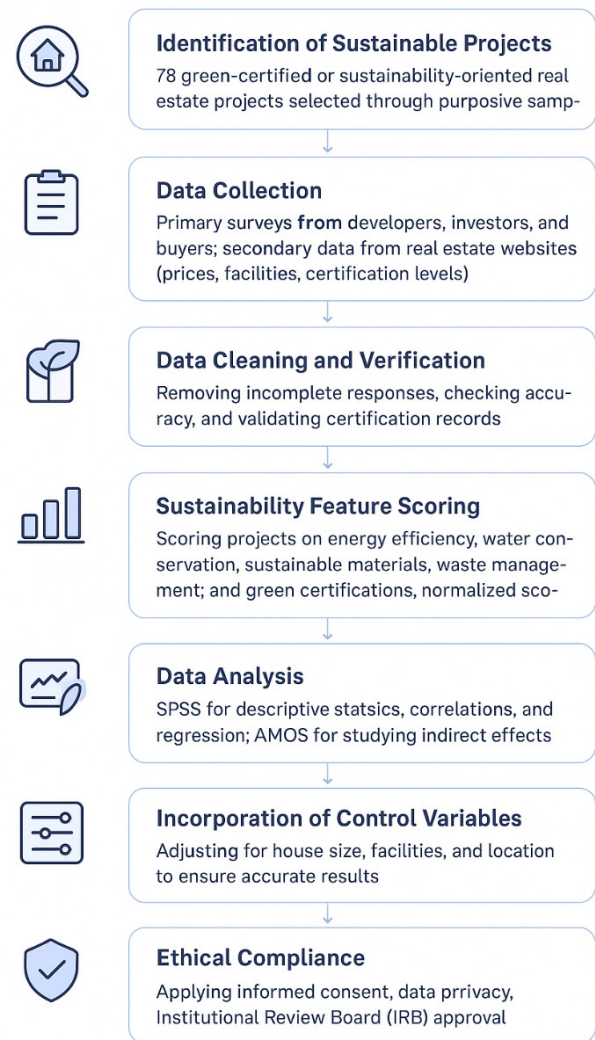 Identification of Sustainable Projects
78 green-certified or sustainability-oriented real
estate projects selected through purposive samp-
Data Collection
Primary surveys from developers, investors, and
buyers; secondary data from real estate websites
(prices, facilities, certification levels)
Data Cleaning and Verification
Removing incomplete responses, checking accu-
racy, and validating certification records
Sustainability Feature Scoring
Scoring projects on energy efficiency, water con-
servation, sustainable materials, waste manage-
ment; and green certifications, normalized sco-
Data Analysis
SPSS for descriptive statsics, correlations, and
regression; AMOS for studying indirect effects
Incorporation of Control Variables
Adjusting for house size, facilities, and location
to ensure accurate results
Ethical Compliance
Applying informed consent, data prrivacy,
Institutional Review Board (IRB) approval